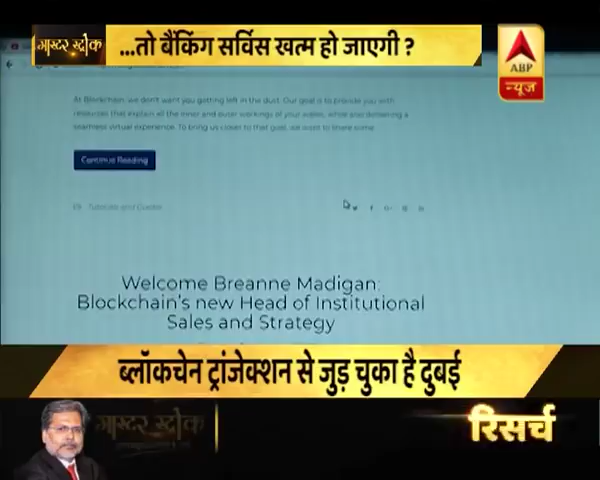 मास्टर स्ट्रोक
...तो बैंकिंग सर्विस खत्म हो जाएगी ?
ABP
न्यूज़
At Blockchain, we don't want you getting left in the dust. Our goal is to provide you with
resources that explain all the inner and outer workings of your wallet, while also delivering a
seamless virtual experience. To bring us closer to that goal, we want to share some
Continue Reading
Tutorials and Guides
Welcome Breanne Madigan:
Blockchain's new Head of Institutional
Sales and Strategy
ब्लॉकचेन ट्रांजेक्शन से जुड़ चुका है दुबई
मास्टर स्ट्रोक
रिसर्च